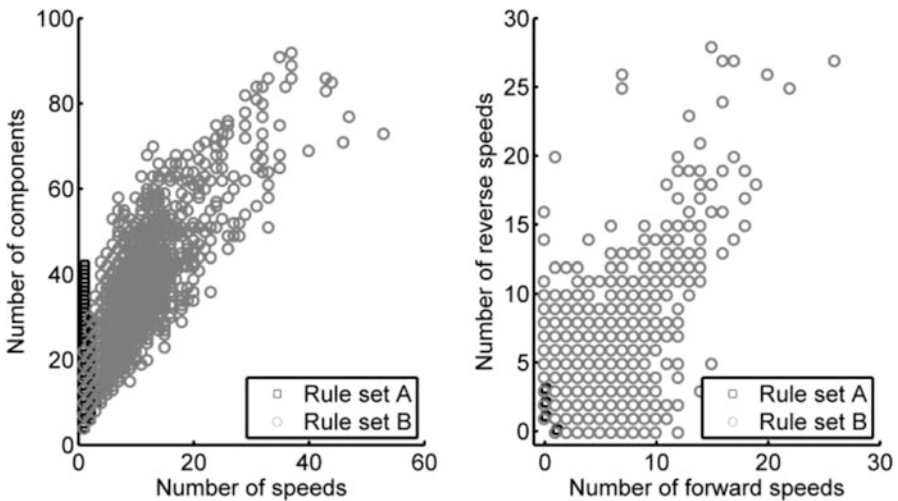 100
80
60
40
20
0
0 20 40 60
Number of components
Number of speeds
Rule set A
Rule set B
30
25
20
15
10
5
0
0 10 20 30
Number of reverse speeds
Number of forward speeds
Rule set A
Rule set B